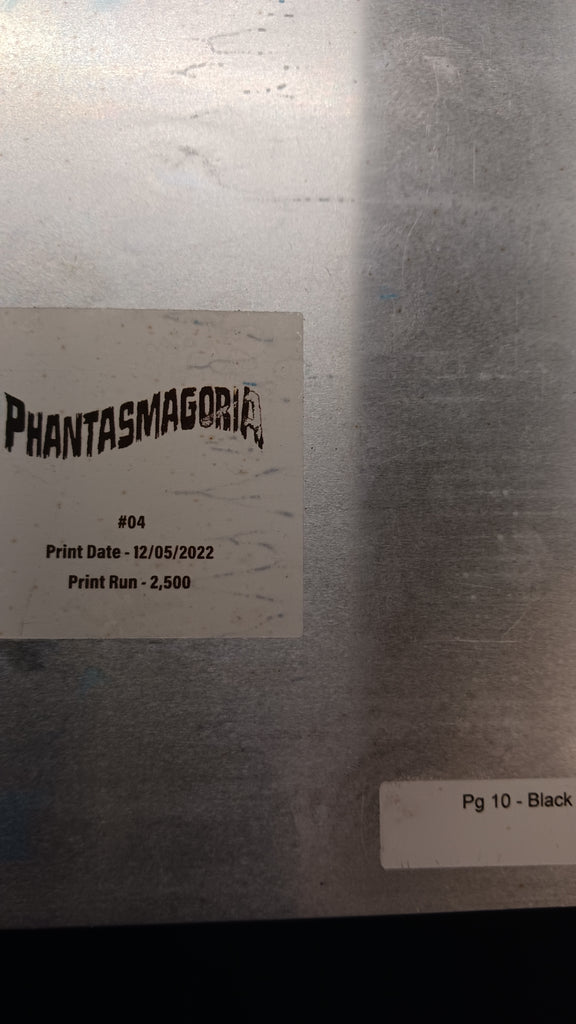 PHANTASMAGORIA
#04
Print Date - 12/05/2022
Print Run - 2,500
Pg 10 - Black